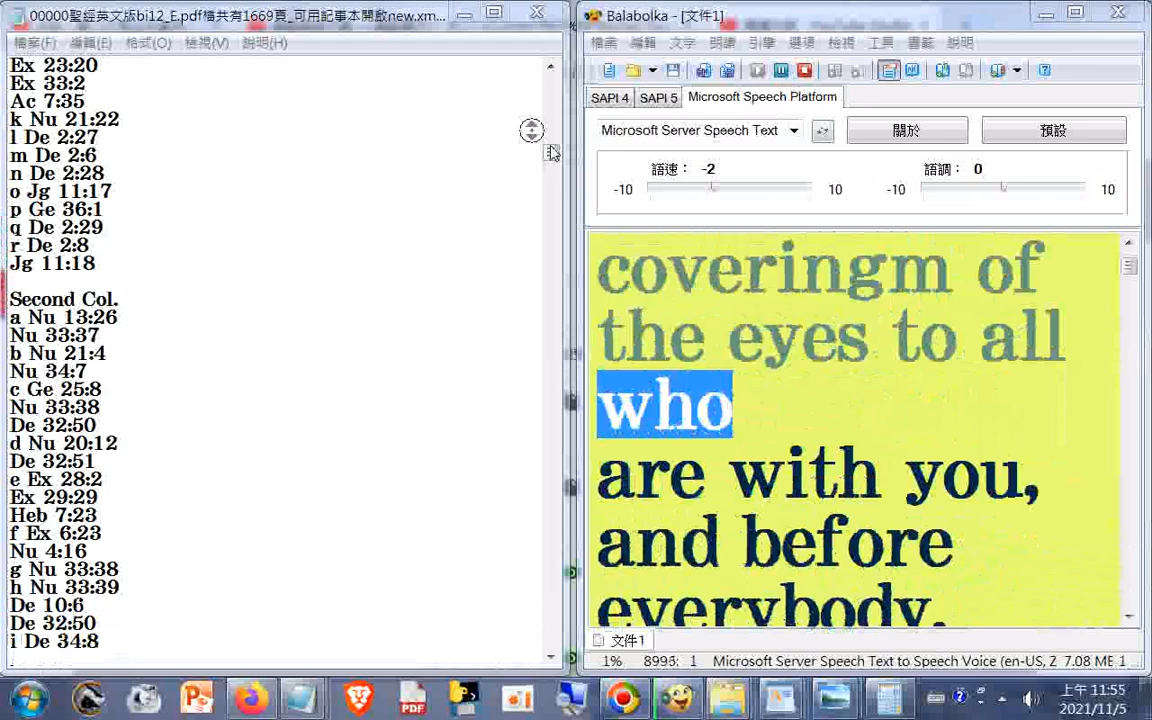 00000聖經英文版bi12_E.pdf檔共有1669頁_可用記事本開啟new.xm...
檔案(F) 編輯(E) 格式(O) 檢視(V) 說明(H)
Ex 23:20
Ex 33:2
Ac 7:35
k Nu 21:22
l De 2:27
m De 2:6
n De 2:28
o Jg 11:17
p Ge 36:1
q De 2:29
r De 2:8
Jg 11:18
Second Col.
a Nu 13:26
Nu 33:37
b Nu 21:4
Nu 34:7
c Ge 25:8
Nu 33:38
De 32:50
d Nu 20:12
De 32:51
e Ex 28:2
Ex 29:29
Heb 7:23
f Ex 6:23
Nu 4:16
g Nu 33:38
h Nu 33:39
De 10:6
De 32:50
i De 34:8
Balabolka - [文件1]
檔案 編輯 文字 朗讀 引擎 選項 檢視 工具 書籤 說明
SAPI 4 SAPI 5 Microsoft Speech Platform
Microsoft Server Speech Text 關於 預設
語速： -2 語調： 0
-10 10 -10 10
coveringm of
the eyes to all
who
are with you,
and before
everybody,
文件1
1% 8995: 1 Microsoft Server Speech Text to Speech Voice (en-US, Z 7.08 ME 1
PDF
上午 11:55
2021/11/5